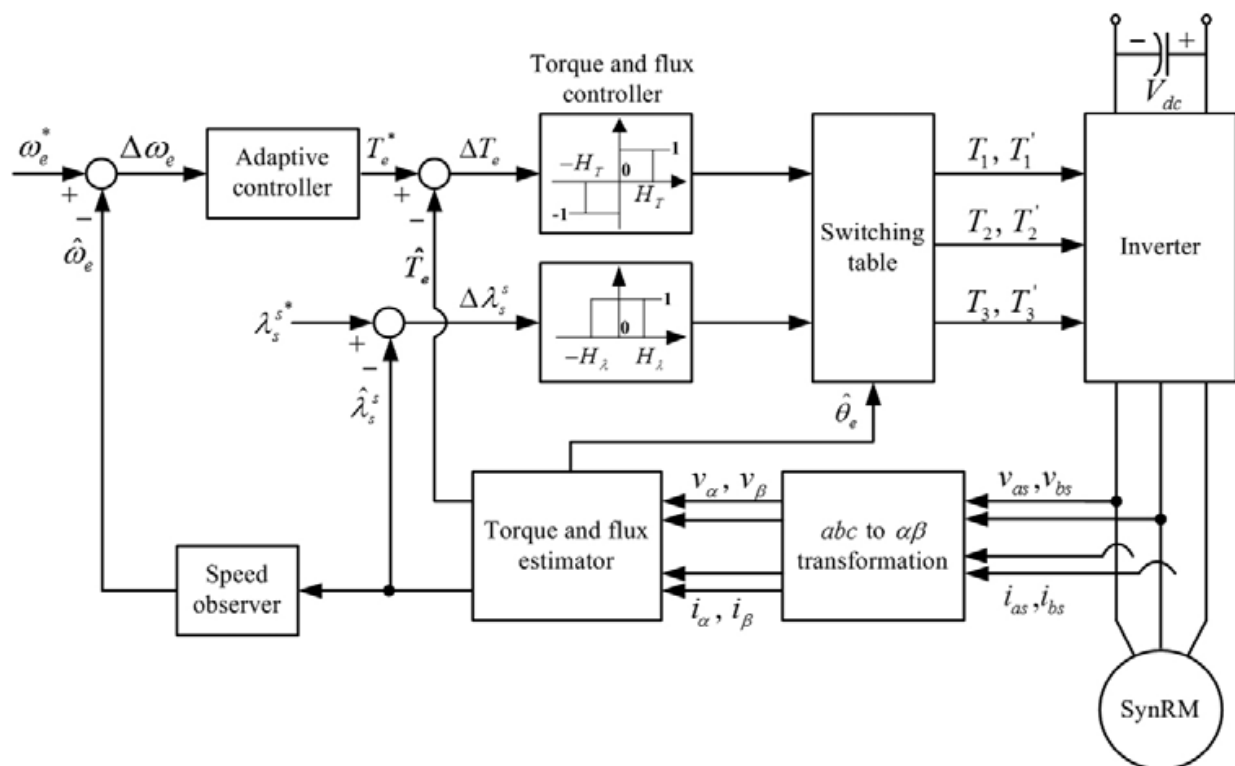 − +
V_dc
Torque and flux
controller
ω_e^*
+
−
Δω_e
Adaptive
controller
T_e^*
+
−
ΔT_e
−H_T
0
1
H_T
-1
Switching
table
T_1, T_1'
T_2, T_2'
T_3, T_3'
Inverter
ω̂_e
T̂_e
λ_s^{s*}
+
−
Δλ_s^s
1
0
−H_λ
H_λ
λ̂_s^s
θ̂_e
Speed
observer
Torque and flux
estimator
v_α, v_β
i_α, i_β
abc to αβ
transformation
v_as, v_bs
i_as, i_bs
SynRM